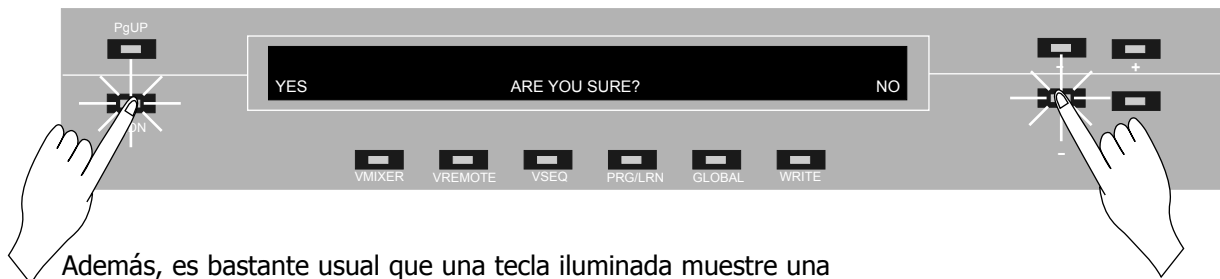 PgUP
YES ARE YOU SURE? NO
- +
ON
-
VMIXER VREMOTE VSEQ PRG/LRN GLOBAL WRITE
Además, es bastante usual que una tecla iluminada muestre una